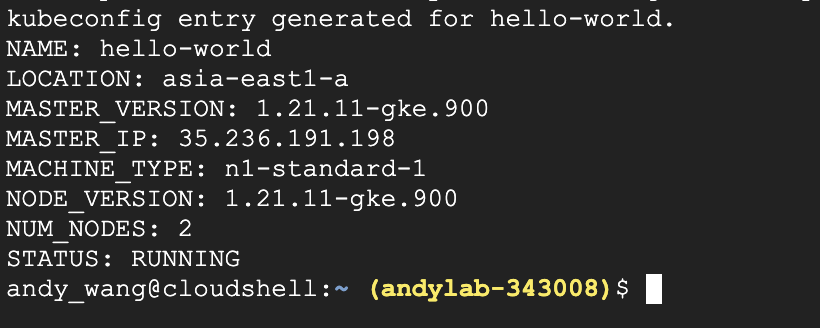 kubeconfig entry generated for hello-world.
NAME: hello-world
LOCATION: asia-east1-a
MASTER_VERSION: 1.21.11-gke.900
MASTER_IP: 35.236.191.198
MACHINE_TYPE: n1-standard-1
NODE_VERSION: 1.21.11-gke.900
NUM_NODES: 2
STATUS: RUNNING
andy_wang@cloudshell:~ (andylab-343008)$